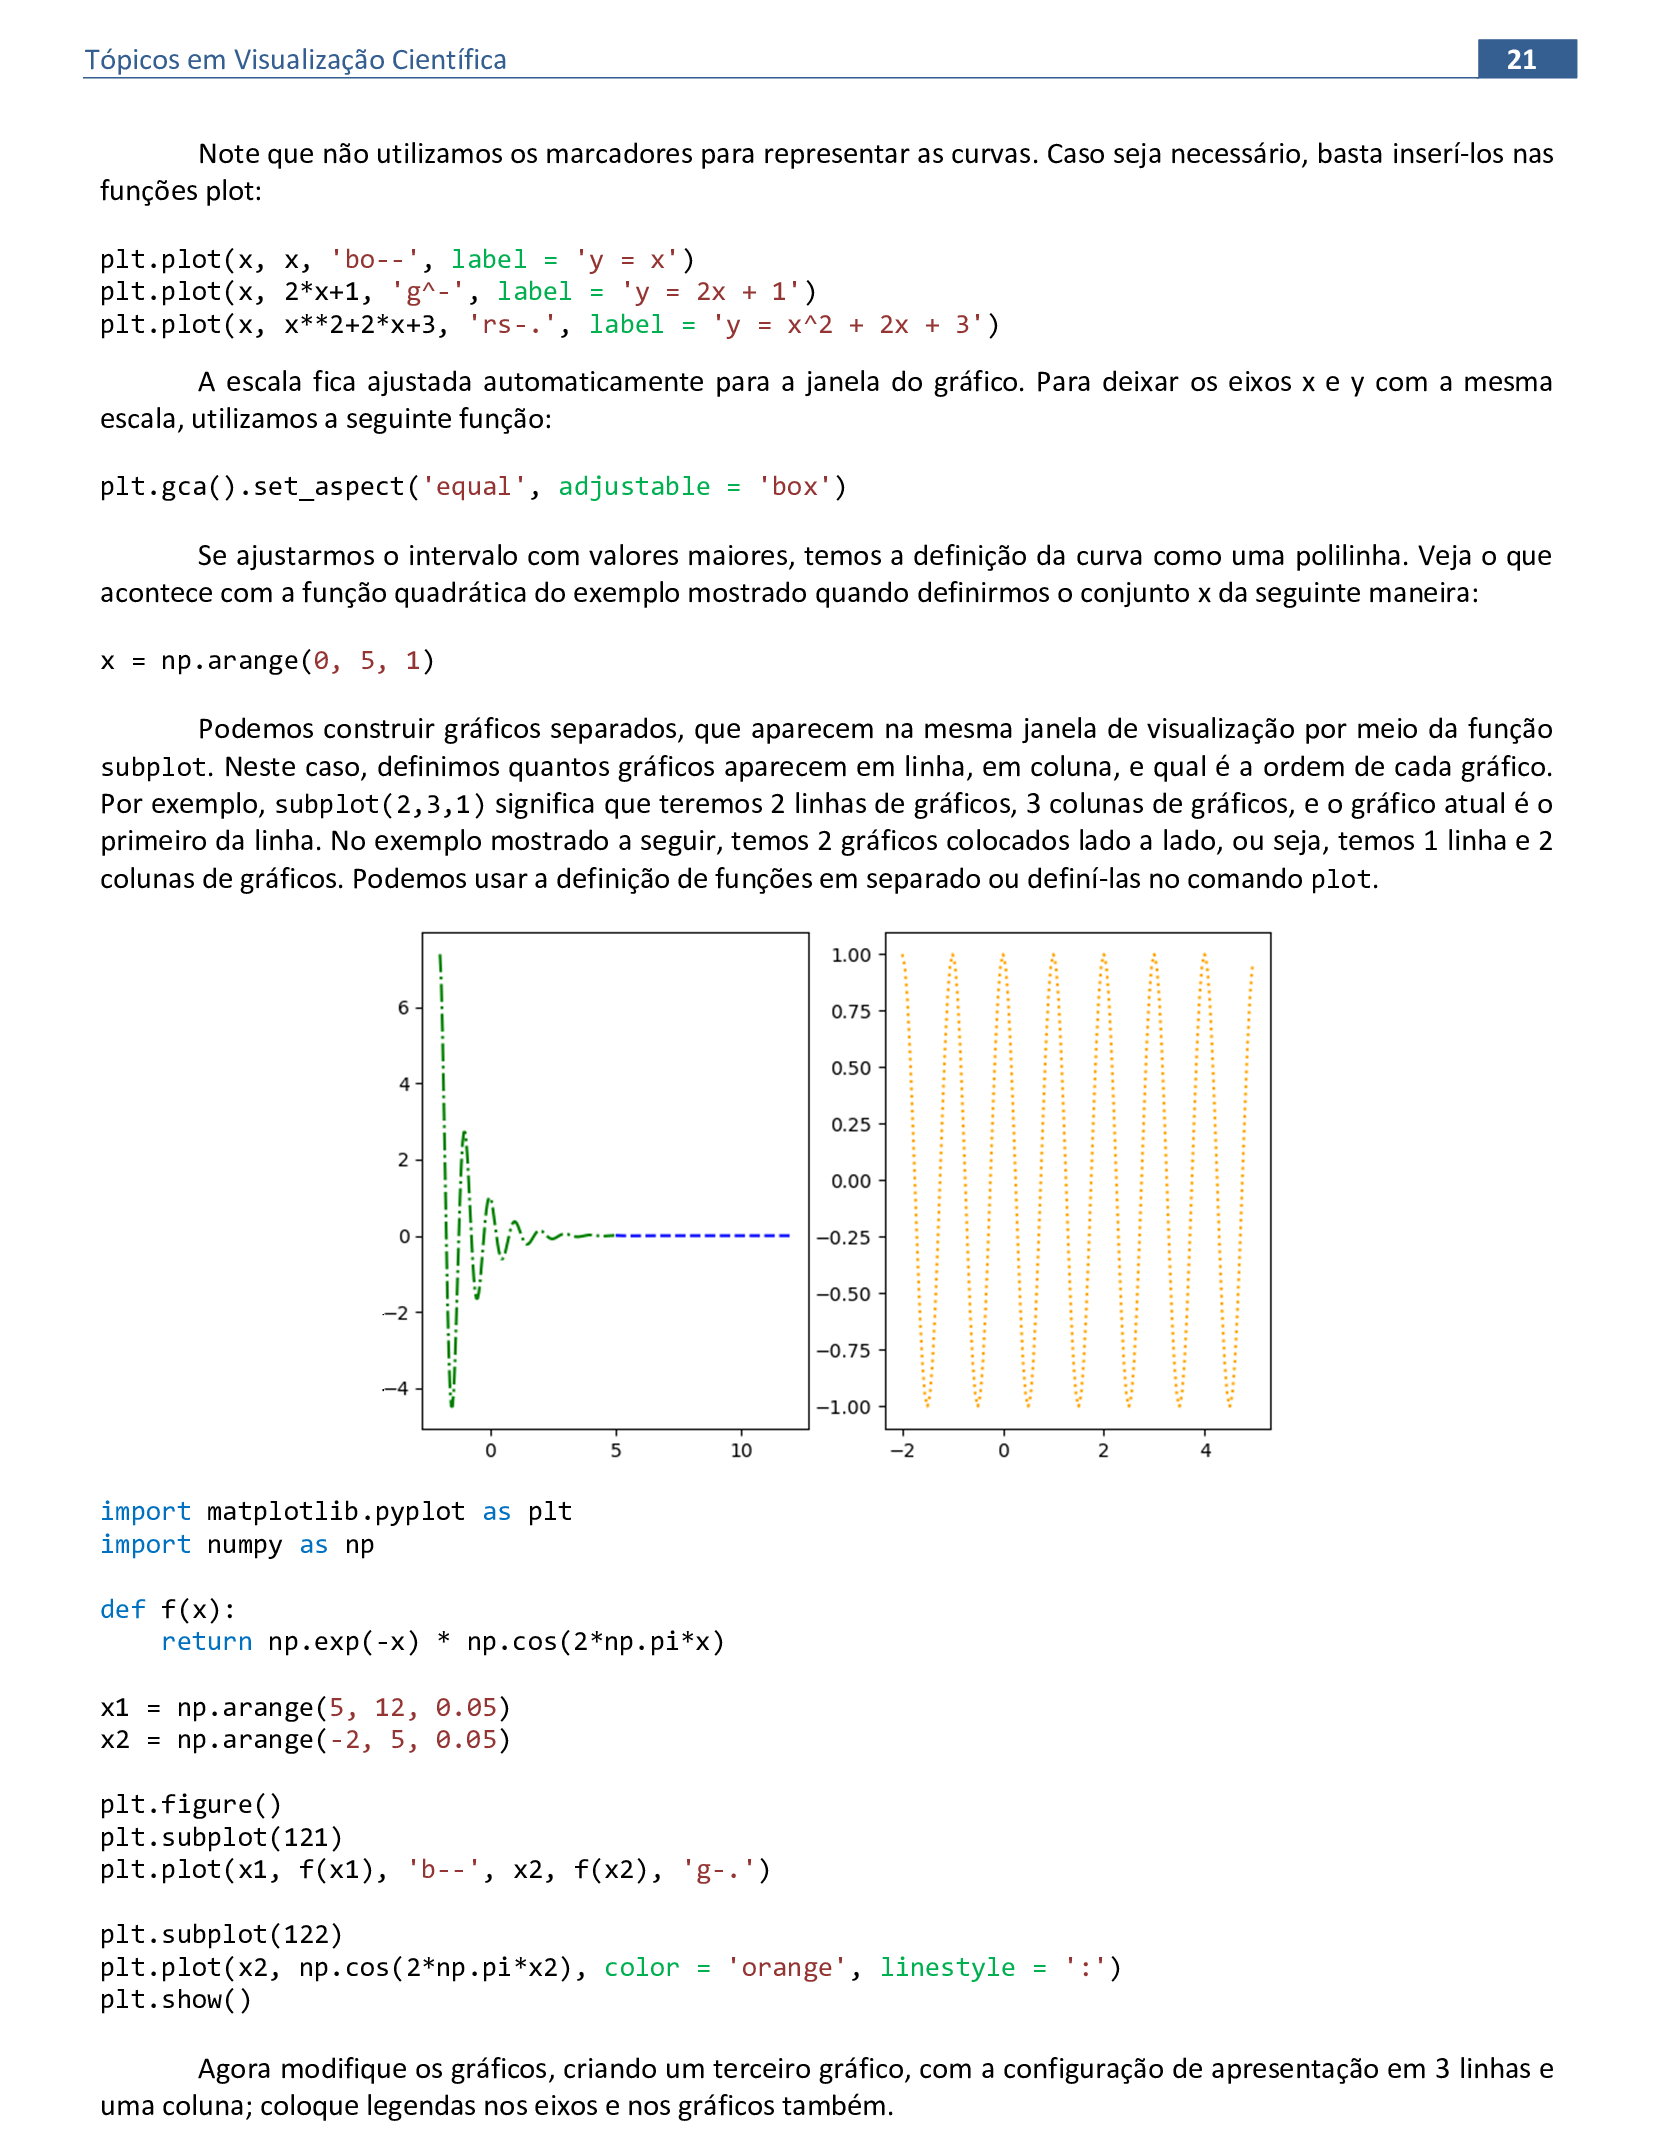 Tópicos em Visualização Científica 21
Note que não utilizamos os marcadores para representar as curvas. Caso seja necessário, basta inserí-los nas
funções plot:
plt.plot(x, x, 'bo--', label = 'y = x')
plt.plot(x, 2*x+1, 'g^-', label = 'y = 2x + 1')
plt.plot(x, x**2+2*x+3, 'rs-.', label = 'y = x^2 + 2x + 3')
A escala fica ajustada automaticamente para a janela do gráfico. Para deixar os eixos x e y com a mesma
escala, utilizamos a seguinte função:
plt.gca().set_aspect('equal', adjustable = 'box')
Se ajustarmos o intervalo com valores maiores, temos a definição da curva como uma polilinha. Veja o que
acontece com a função quadrática do exemplo mostrado quando definirmos o conjunto x da seguinte maneira:
x = np.arange(0, 5, 1)
Podemos construir gráficos separados, que aparecem na mesma janela de visualização por meio da função
subplot. Neste caso, definimos quantos gráficos aparecem em linha, em coluna, e qual é a ordem de cada gráfico.
Por exemplo, subplot(2,3,1) significa que teremos 2 linhas de gráficos, 3 colunas de gráficos, e o gráfico atual é o
primeiro da linha. No exemplo mostrado a seguir, temos 2 gráficos colocados lado a lado, ou seja, temos 1 linha e 2
colunas de gráficos. Podemos usar a definição de funções em separado ou definí-las no comando plot.
6
4
2
0
−2
−4
0 5 10
1.00
0.75
0.50
0.25
0.00
−0.25
−0.50
−0.75
−1.00
−2 0 2 4
import matplotlib.pyplot as plt
import numpy as np
def f(x):
    return np.exp(-x) * np.cos(2*np.pi*x)
x1 = np.arange(5, 12, 0.05)
x2 = np.arange(-2, 5, 0.05)
plt.figure()
plt.subplot(121)
plt.plot(x1, f(x1), 'b--', x2, f(x2), 'g-.')
plt.subplot(122)
plt.plot(x2, np.cos(2*np.pi*x2), color = 'orange', linestyle = ':')
plt.show()
Agora modifique os gráficos, criando um terceiro gráfico, com a configuração de apresentação em 3 linhas e
uma coluna; coloque legendas nos eixos e nos gráficos também.